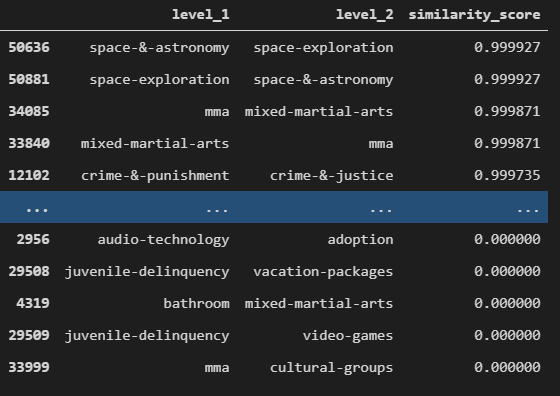 level_1 level_2 similarity_score
50636 space-&-astronomy space-exploration 0.999927
50881 space-exploration space-&-astronomy 0.999927
34085 mma mixed-martial-arts 0.999871
33840 mixed-martial-arts mma 0.999871
12102 crime-&-punishment crime-&-justice 0.999735
... ... ... ...
2956 audio-technology adoption 0.000000
29508 juvenile-delinquency vacation-packages 0.000000
4319 bathroom mixed-martial-arts 0.000000
29509 juvenile-delinquency video-games 0.000000
33999 mma cultural-groups 0.000000